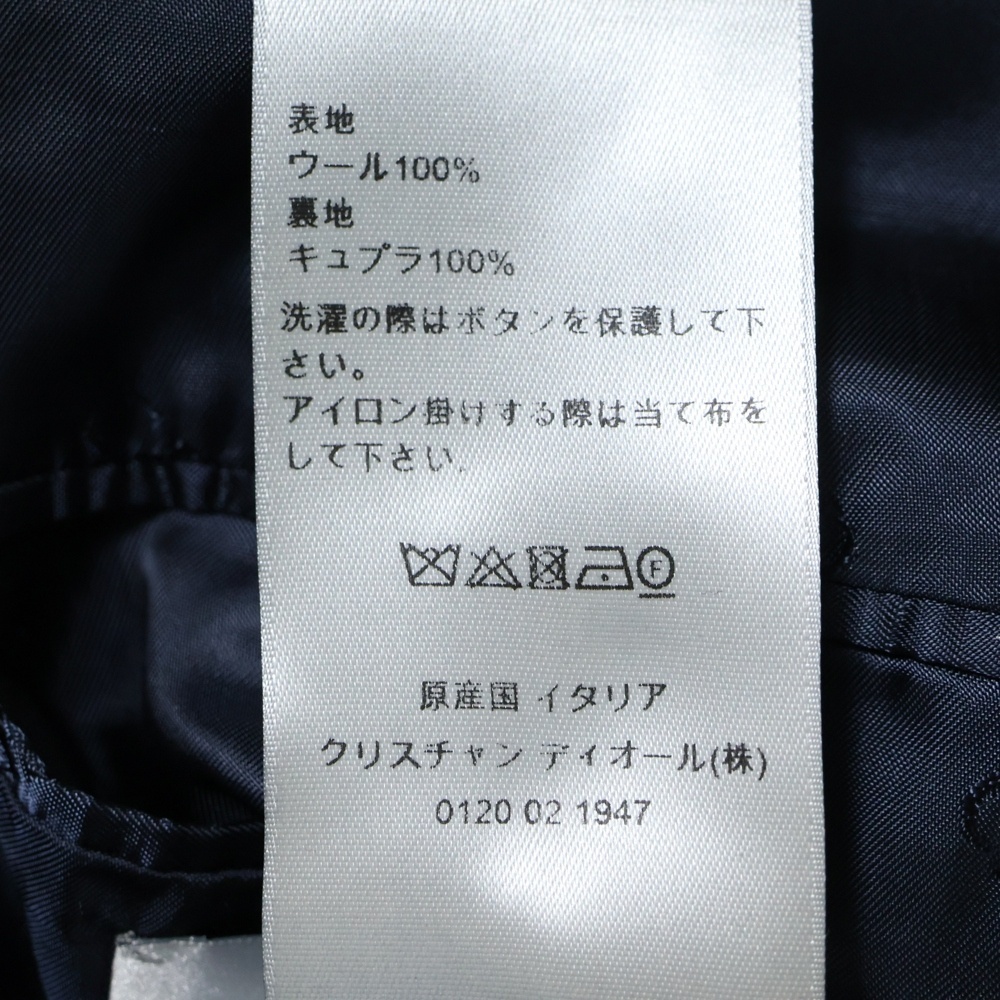 表地
ウール100%
裏地
キュプラ100%
洗濯の際はボタンを保護して下
さい。
アイロン掛けする際は当て布を
して下さい。
F
原産国 イタリア
クリスチャン ディオール(株)
0120 02 1947